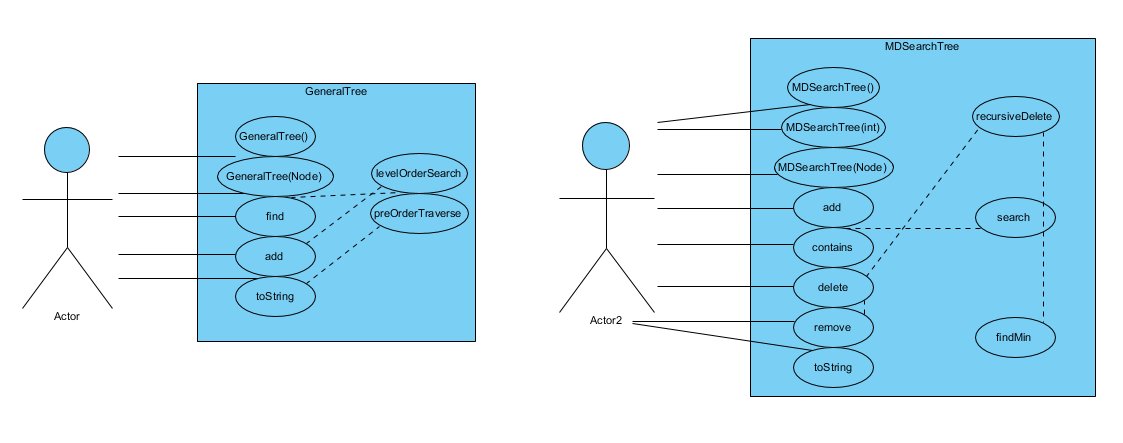 GeneralTree
GeneralTree()
GeneralTree(Node)
find
add
toString
levelOrderSearch
preOrderTraverse
Actor
MDSearchTree
MDSearchTree()
MDSearchTree(int)
MDSearchTree(Node)
add
contains
delete
remove
toString
recursiveDelete
search
findMin
Actor2